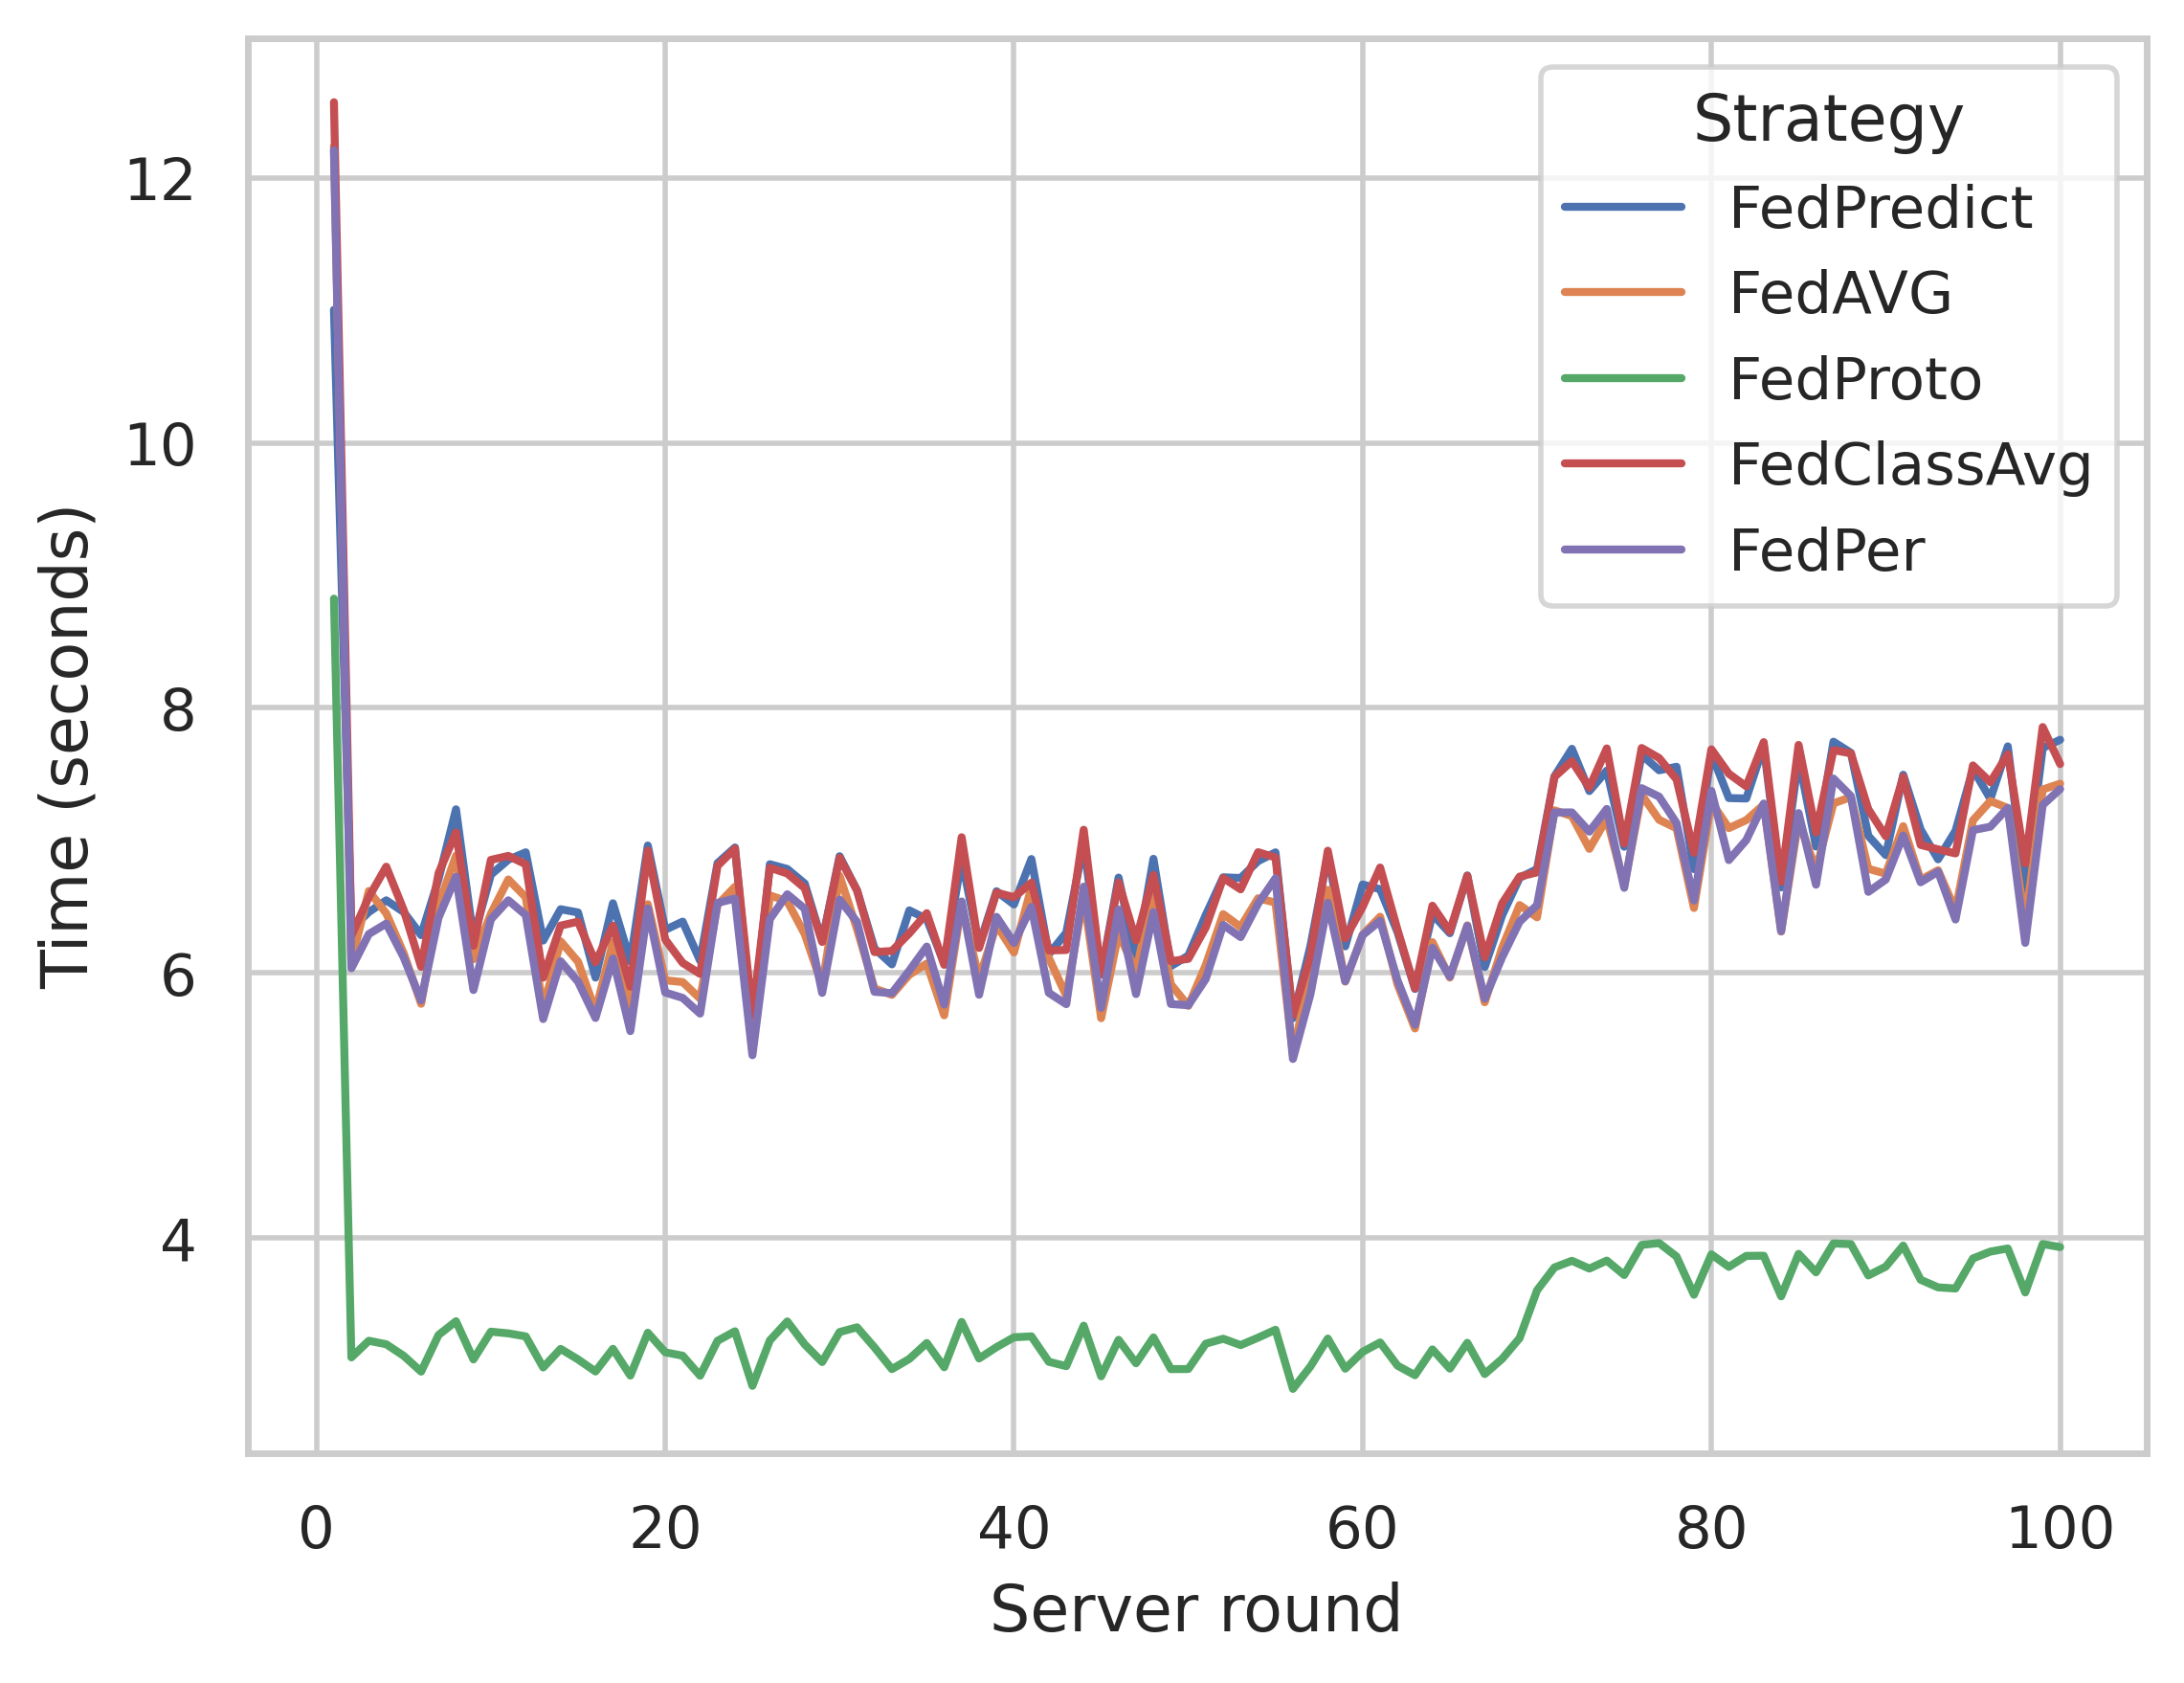 Strategy
FedPredict
FedAVG
FedProto
FedClassAvg
FedPer
Time (seconds)
12
10
8
6
4
0 20 40 60 80 100
Server round